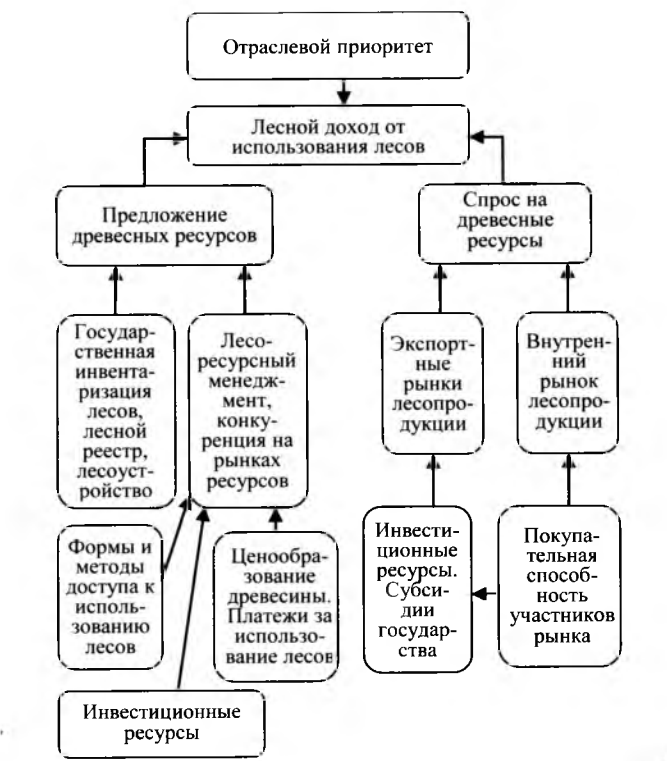 Отраслевой приоритет
Лесной доход от
использования лесов
Предложение
древесных ресурсов
Спрос на
древесные
ресурсы
Государ-
ственная
инвента-
ризация
лесов,
лесной
реестр,
лесоуст-
ройство
Лесо-
ресурсный
менедж-
мент,
конку-
ренция на
рынках
ресурсов
Экспорт-
ные
рынки
лесопро-
дукции
Внутрен-
ний
рынок
лесопро-
дукции
Формы и
методы
доступа к
исполь-
зованию
лесов
Ценообра-
зование
древесины.
Платежи за
использо-
вание лесов
Инвести-
ционные
ресурсы.
Субси-
дии
государ-
ства
Покупа-
тельная
способ-
ность
участников
рынка
Инвестиционные
ресурсы